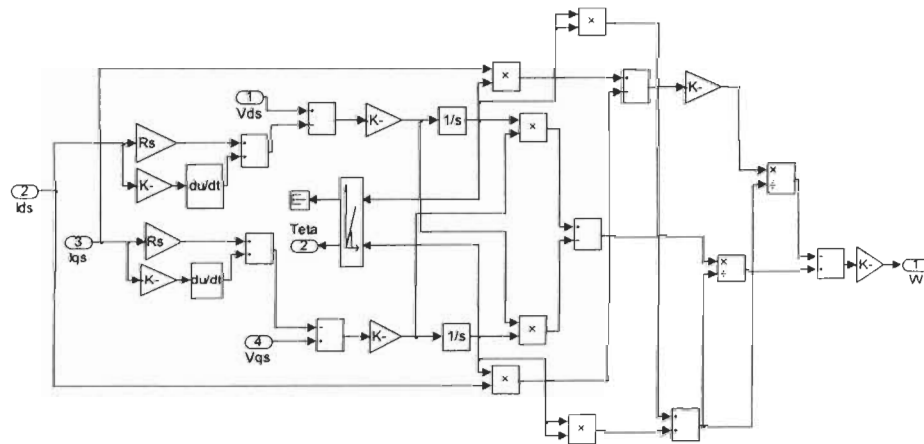 ×
×
1
Vds
K-
K-
1/s
×
Rs
K-
du/dt
2
Ids
Teta
2
3
Iqs
Rs
K-
du/dt
×
÷
×
÷
K-
1
W
4
Vqs
K-
1/s
×
×
×